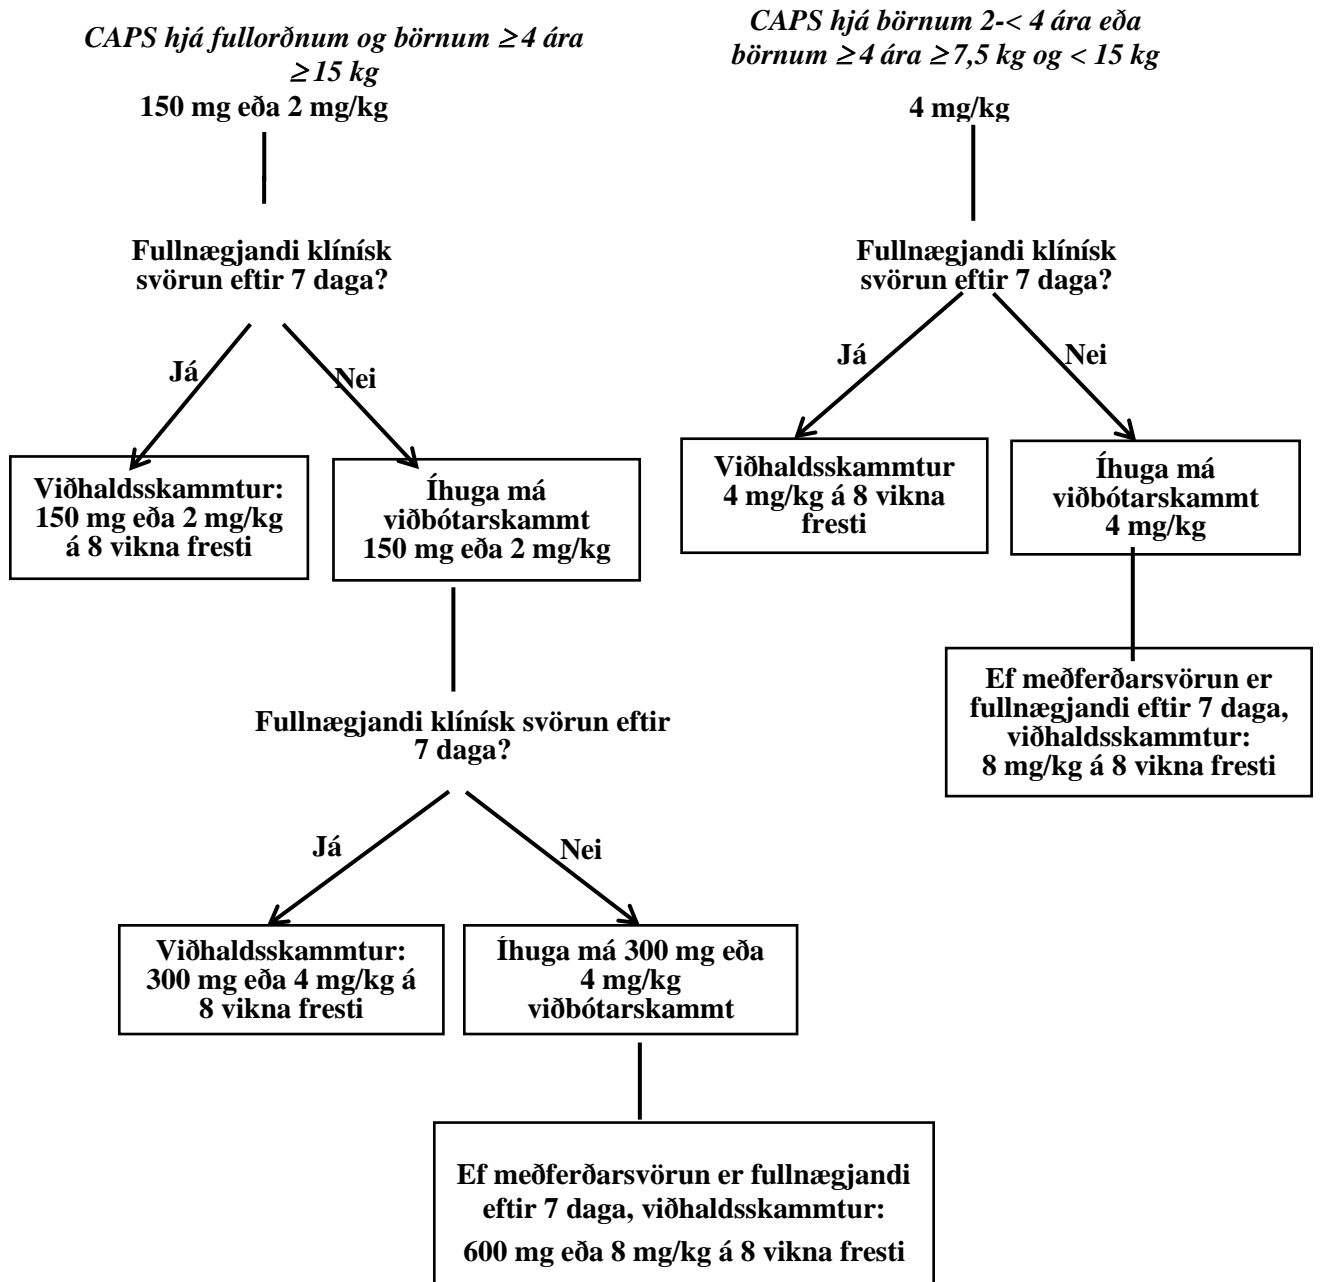 CAPS hjá fullorðnum og börnum ≥ 4 ára
≥ 15 kg
150 mg eða 2 mg/kg
Fullnægjandi klínísk
svörun eftir 7 daga?
Já
Nei
Viðhaldsskammtur:
150 mg eða 2 mg/kg
á 8 vikna fresti
Íhuga má
viðbótarskammt
150 mg eða 2 mg/kg
Fullnægjandi klínísk svörun eftir
7 daga?
Já
Nei
Viðhaldsskammtur:
300 mg eða 4 mg/kg á
8 vikna fresti
Íhuga má 300 mg eða
4 mg/kg
viðbótarskammt
Ef meðferðarsvörun er fullnægjandi
eftir 7 daga, viðhaldsskammtur:
600 mg eða 8 mg/kg á 8 vikna fresti
CAPS hjá börnum 2-< 4 ára eða
börnum ≥ 4 ára ≥ 7,5 kg og < 15 kg
4 mg/kg
Fullnægjandi klínísk
svörun eftir 7 daga?
Já
Nei
Viðhaldsskammtur
4 mg/kg á 8 vikna
fresti
Íhuga má
viðbótarskammt
4 mg/kg
Ef meðferðarsvörun er
fullnægjandi eftir 7 daga,
viðhaldsskammtur:
8 mg/kg á 8 vikna fresti